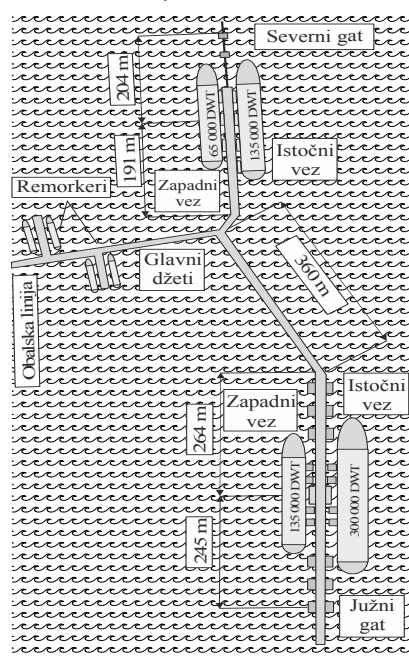 Severni gat
204 m
65 000 DWT
135 000 DWT
191 m
Istočni
vez
Zapadni
vez
Remorkeri
Glavni
džeti
360 m
Obalska linija
Istočni
vez
Zapadni
vez
264 m
135 000 DWT
300 000 DWT
245 m
Južni
gat